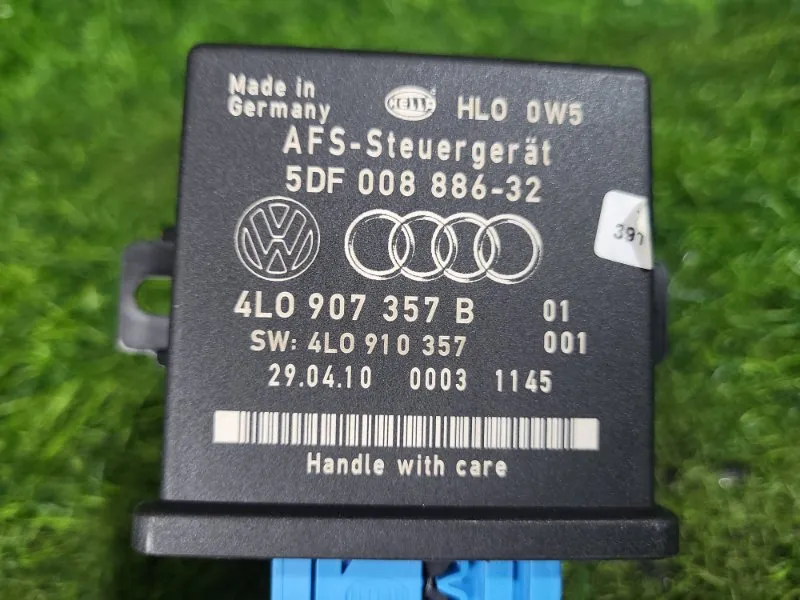 Made in
Germany
HELLA
HLO 0W5
AFS-Steuergerät
5DF 008 886-32
4L0 907 357 B 01
SW: 4L0 910 357 001
29.04.10 0003 1145
Handle with care